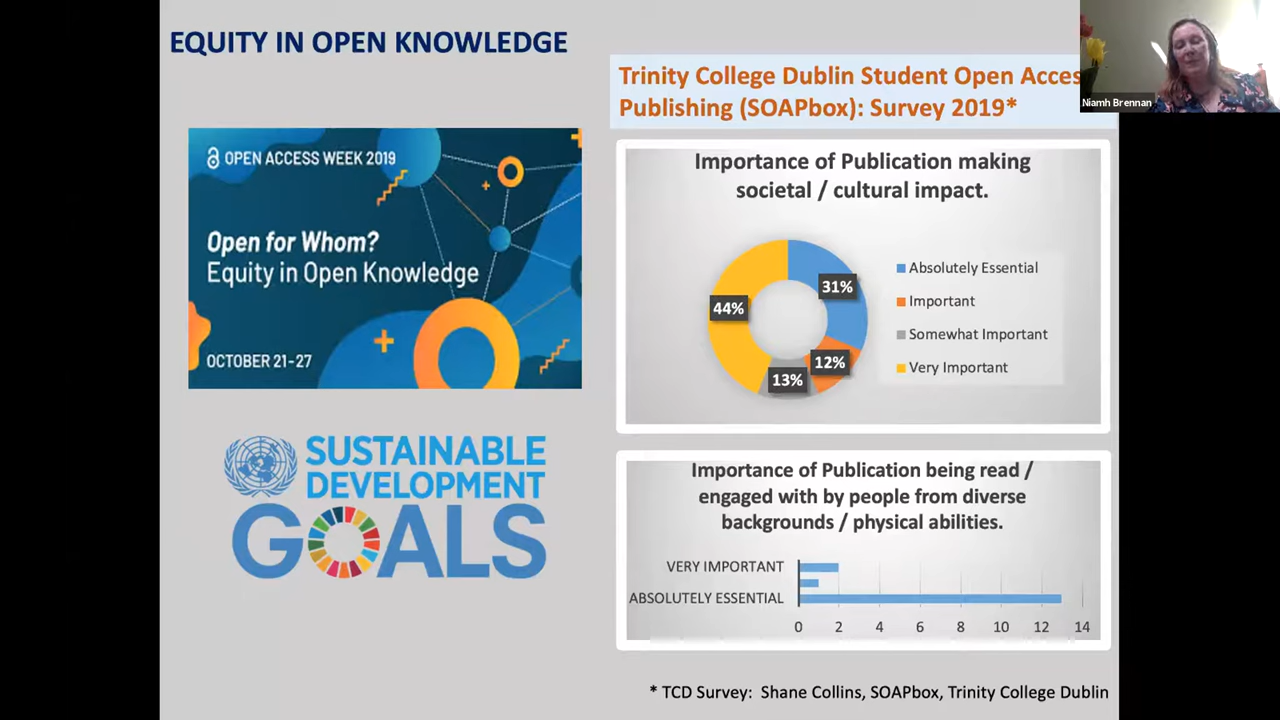 EQUITY IN OPEN KNOWLEDGE
OPEN ACCESS WEEK 2019
Open for Whom?
Equity in Open Knowledge
OCTOBER 21-27
SUSTAINABLE
DEVELOPMENT
GOALS
Trinity College Dublin Student Open Acces
Publishing (SOAPbox): Survey 2019*
Niamh Brennan
Importance of Publication making
societal / cultural impact.
31%
44%
12%
13%
Absolutely Essential
Important
Somewhat Important
Very Important
Importance of Publication being read /
engaged with by people from diverse
backgrounds / physical abilities.
VERY IMPORTANT
ABSOLUTELY ESSENTIAL
0 2 4 6 8 10 12 14
* TCD Survey: Shane Collins, SOAPbox, Trinity College Dublin